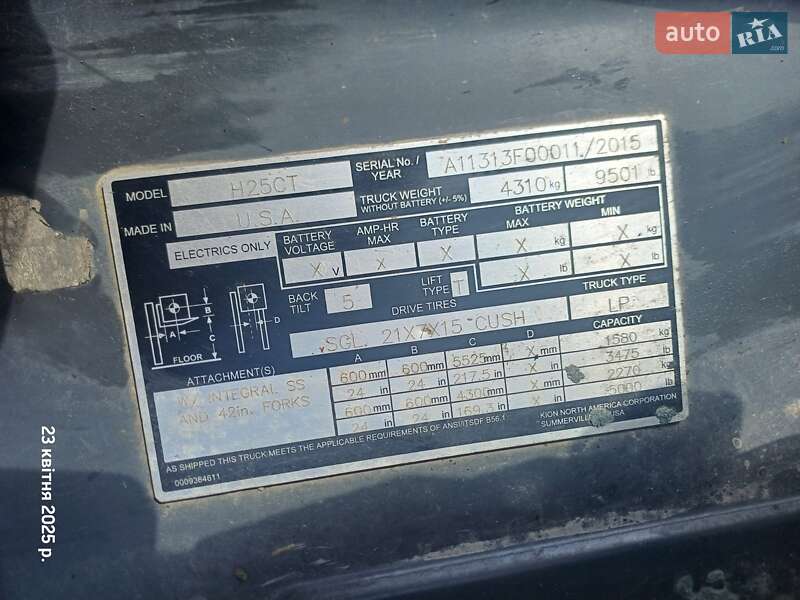 auto RIA .com
MODEL H25CT SERIAL No./ YEAR A11313F00011/2015
MADE IN U.S.A. TRUCK WEIGHT WITHOUT BATTERY (+/- 5%) 4310 kg 9501 lb
ELECTRICS ONLY BATTERY VOLTAGE AMP-HR MAX BATTERY TYPE BATTERY WEIGHT MAX MIN
X V X X X kg X kg
X lb X lb
BACK TILT 5 LIFT TYPE T TRUCK TYPE
DRIVE TIRES SGL. 21X7X15 CUSH LP
A B C D FLOOR
ATTACHMENT(S) A B C D CAPACITY
W/ INTEGRAL SS 600 mm 600 mm 5525 mm X mm 1580 kg
AND 42in. FORKS 24 in 24 in 217.5 in X in 3475 lb
600 mm 600 mm 4300 mm X mm 2270 kg
24 in 24 in 169.3 in X in 5000 lb
AS SHIPPED THIS TRUCK MEETS THE APPLICABLE REQUIREMENTS OF ANSI/ITSDF B56.1
KION NORTH AMERICA CORPORATION
SUMMERVILLE, USA
0009384611
23 квітня 2025 р.